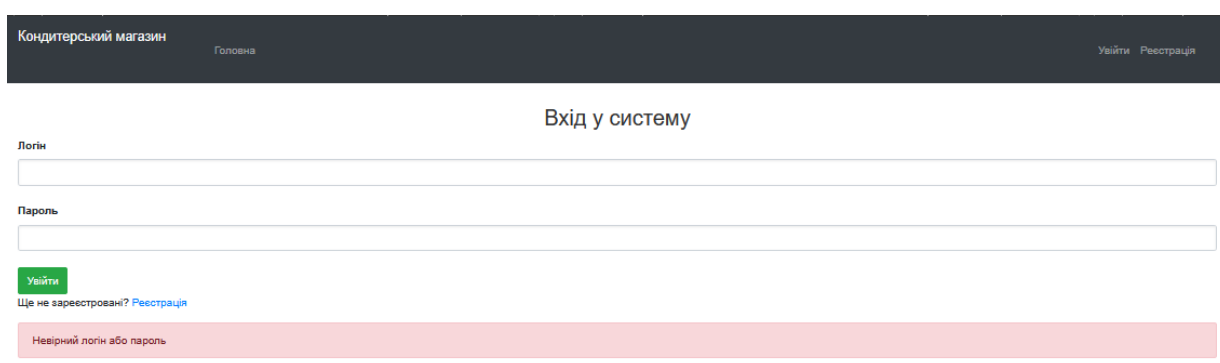 Кондитерський магазин
Головна
Увійти Реєстрація
Вхід у систему
Логін
Пароль
Увійти
Ще не зареєстровані? Реєстрація
Невірний логін або пароль